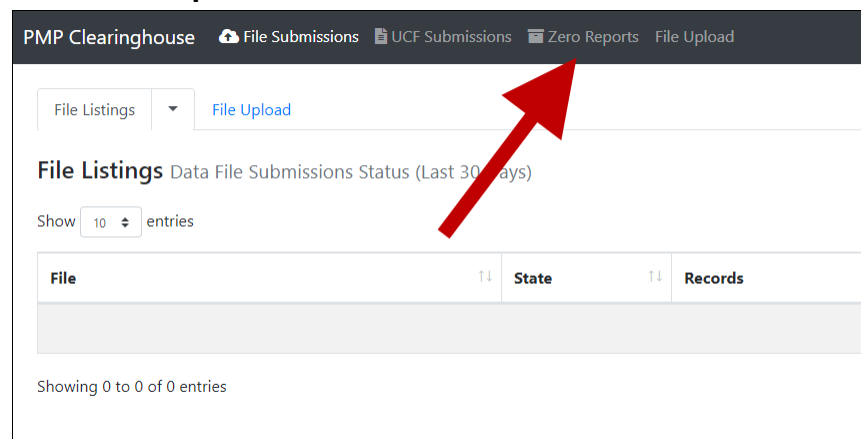 PMP Clearinghouse File Submissions UCF Submissions Zero Reports File Upload
File Listings File Upload
File Listings Data File Submissions Status (Last 30 Days)
Show 10 entries
File State Records
Showing 0 to 0 of 0 entries